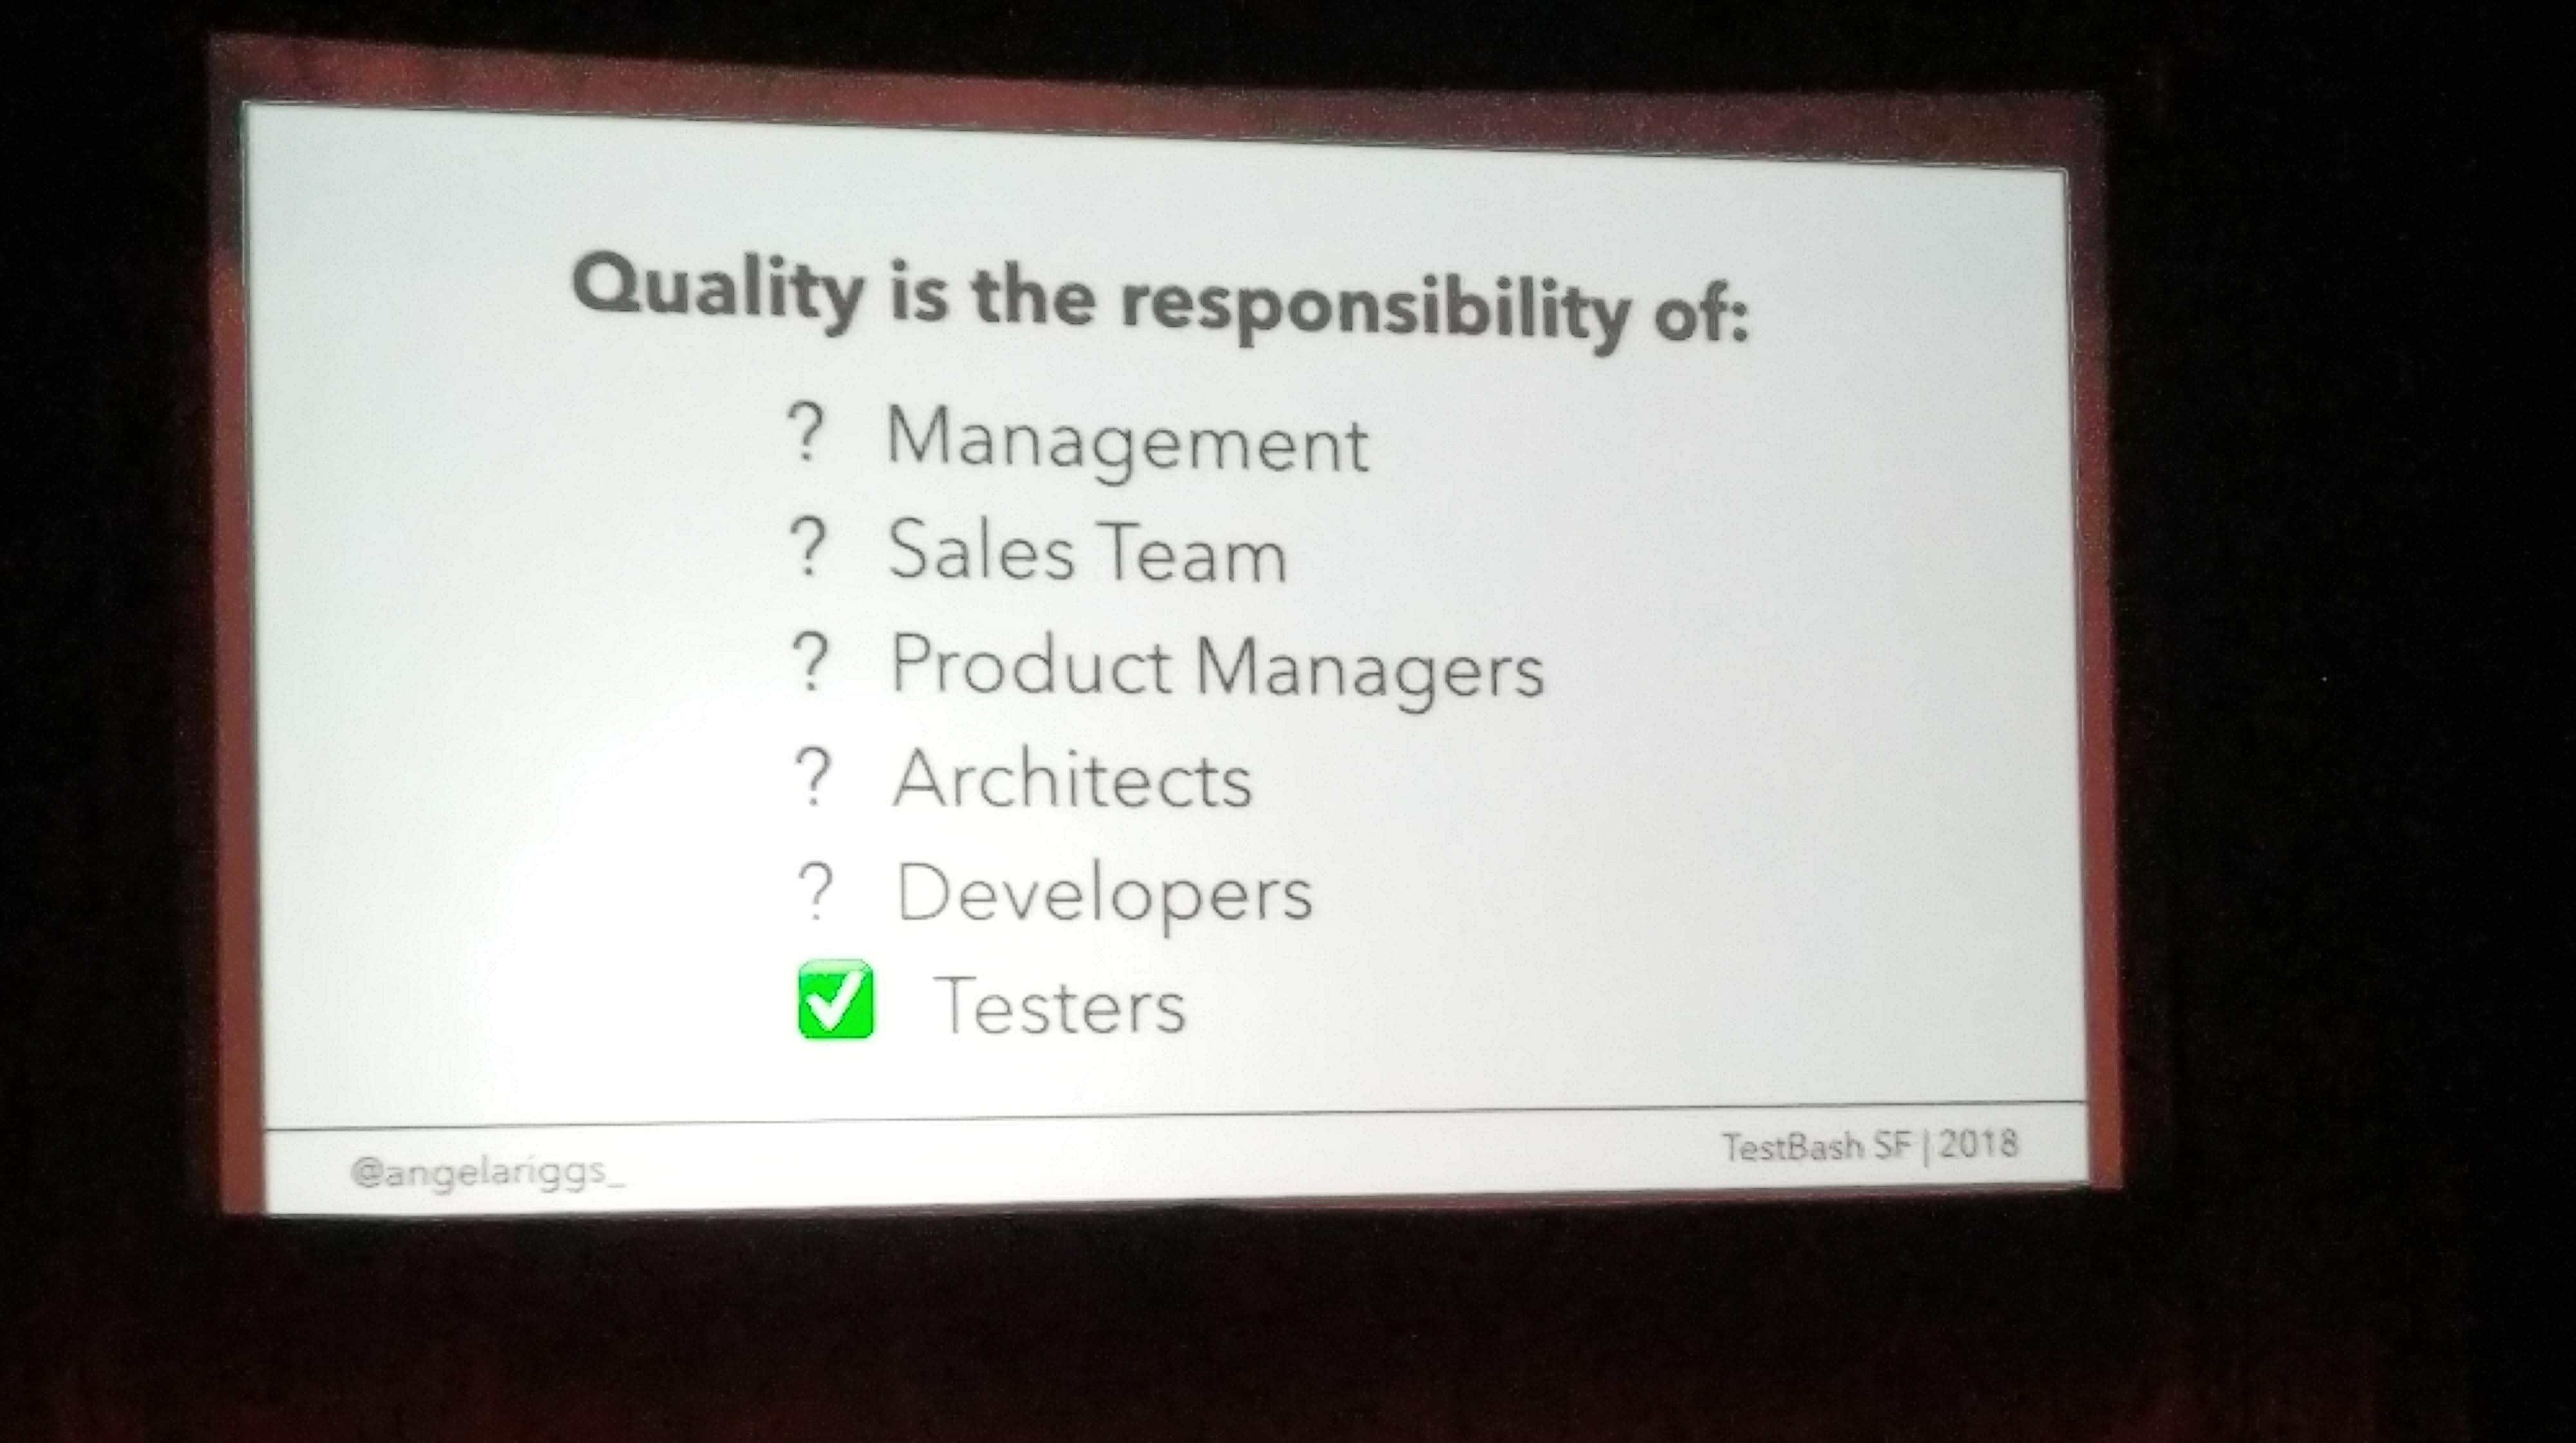 Quality is the responsibility of:
? Management
? Sales Team
? Product Managers
? Architects
? Developers
✅ Testers
@angelariggs_
TestBash SF | 2018